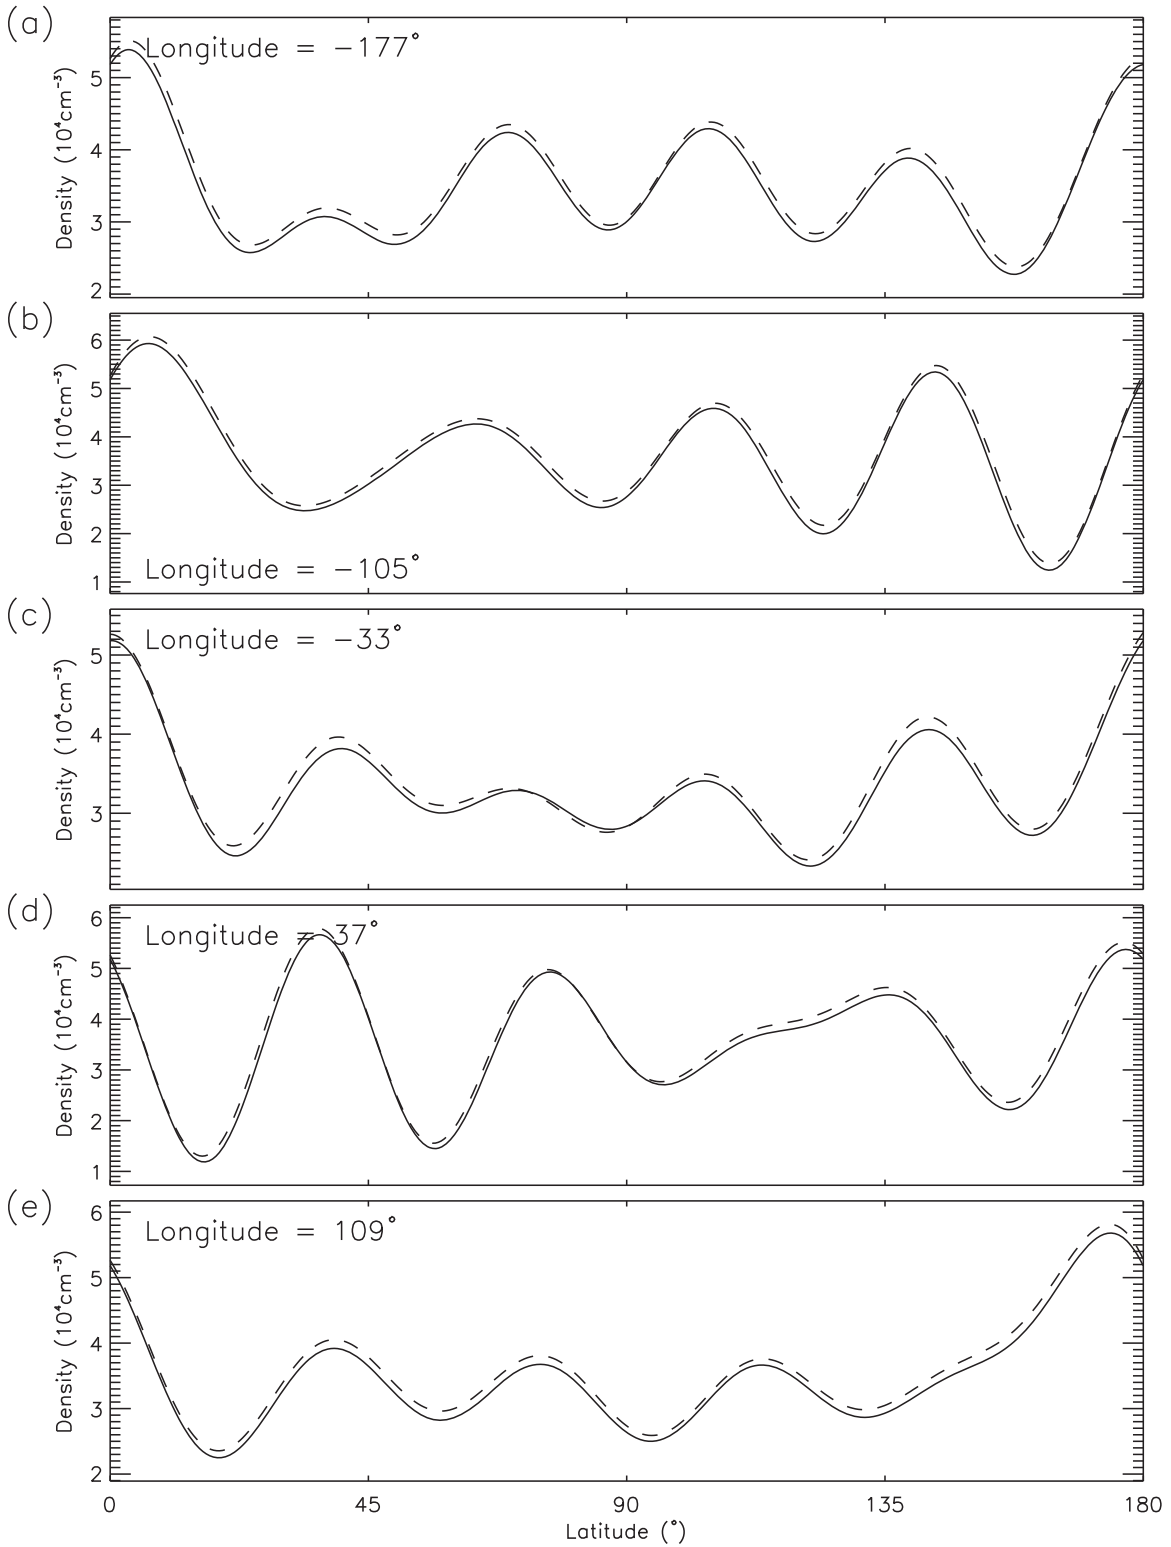 (a)
Longitude = −177°
Density (10⁴cm⁻³)
5
4
3
2
(b)
Longitude = −105°
Density (10⁴cm⁻³)
6
5
4
3
2
1
(c)
Longitude = −33°
Density (10⁴cm⁻³)
5
4
3
(d)
Longitude = 37°
Density (10⁴cm⁻³)
6
5
4
3
2
1
(e)
Longitude = 109°
Density (10⁴cm⁻³)
6
5
4
3
2
0 45 90 135 180
Latitude (°)